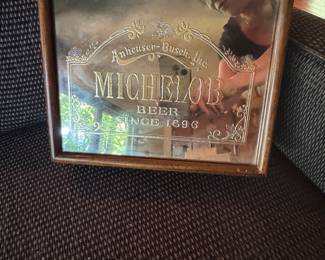 Anheuser-Busch, Inc.
MICHELOB
BEER
SINCE 1896